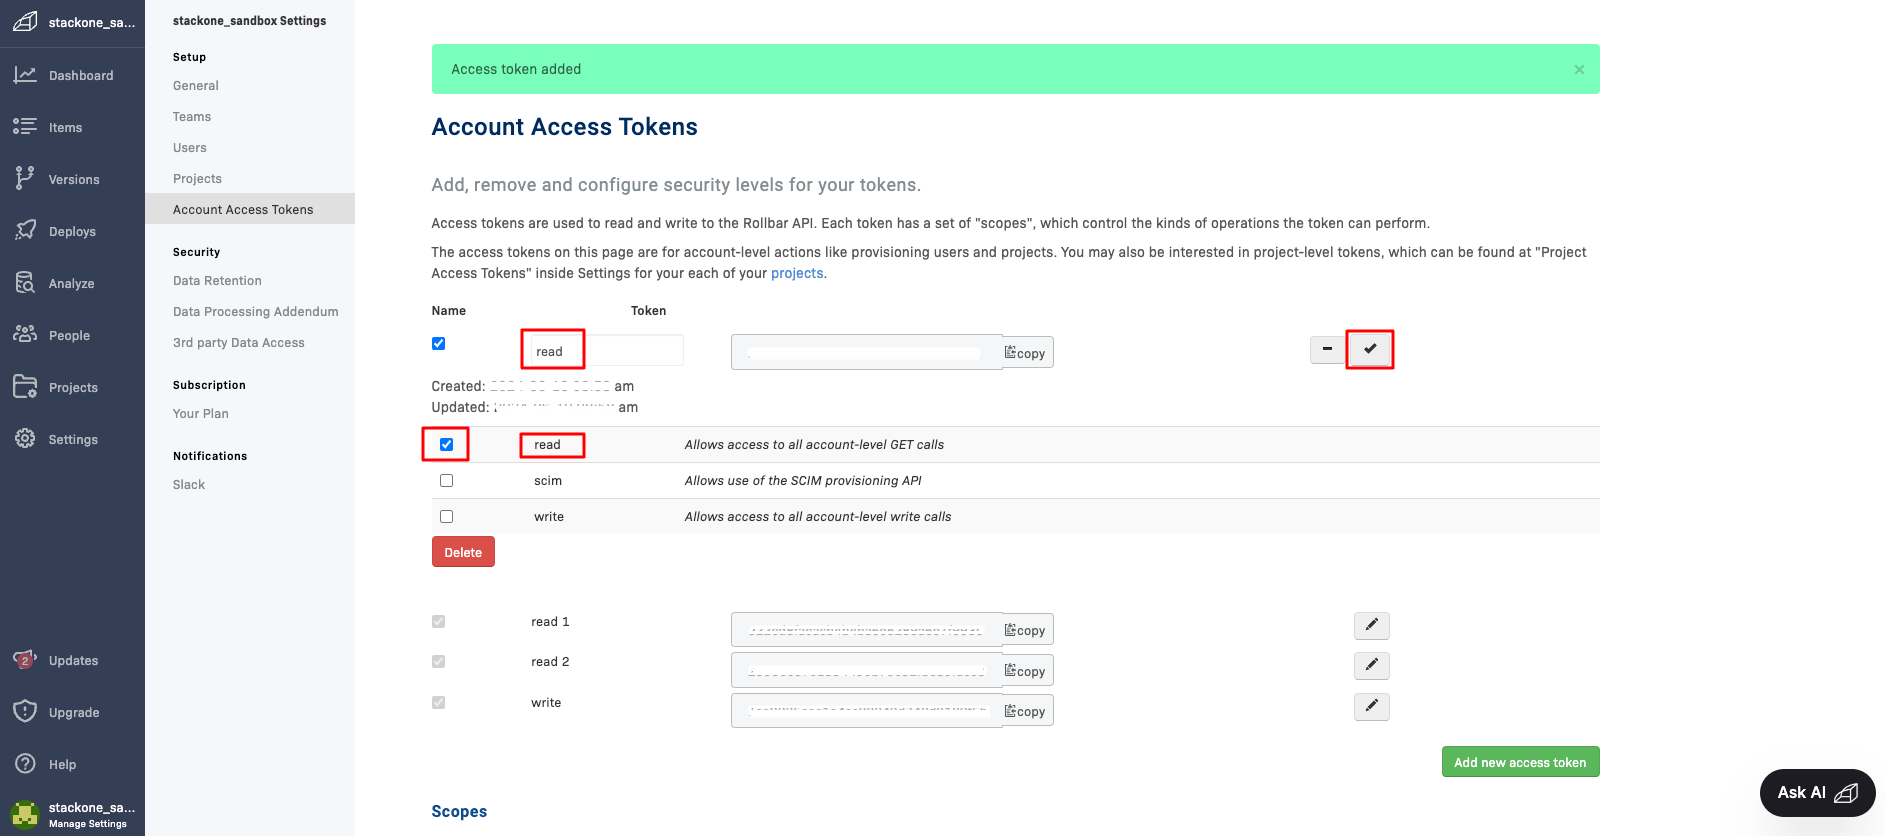 stackone_sa...
Dashboard
Items
Versions
Deploys
Analyze
People
Projects
Settings
2
Updates
Upgrade
Help
stackone_sa...
Manage Settings
stackone_sandbox Settings
Setup
General
Teams
Users
Projects
Account Access Tokens
Security
Data Retention
Data Processing Addendum
3rd party Data Access
Subscription
Your Plan
Notifications
Slack
Access token added ×
Account Access Tokens
Add, remove and configure security levels for your tokens.
Access tokens are used to read and write to the Rollbar API. Each token has a set of "scopes", which control the kinds of operations the token can perform.
The access tokens on this page are for account-level actions like provisioning users and projects. You may also be interested in project-level tokens, which can be found at "Project
Access Tokens" inside Settings for your each of your projects.
Name Token
read copy
Created: am
Updated: am
read Allows access to all account-level GET calls
scim Allows use of the SCIM provisioning API
write Allows access to all account-level write calls
Delete
read 1 copy
read 2 copy
write copy
Add new access token
Scopes
Ask AI